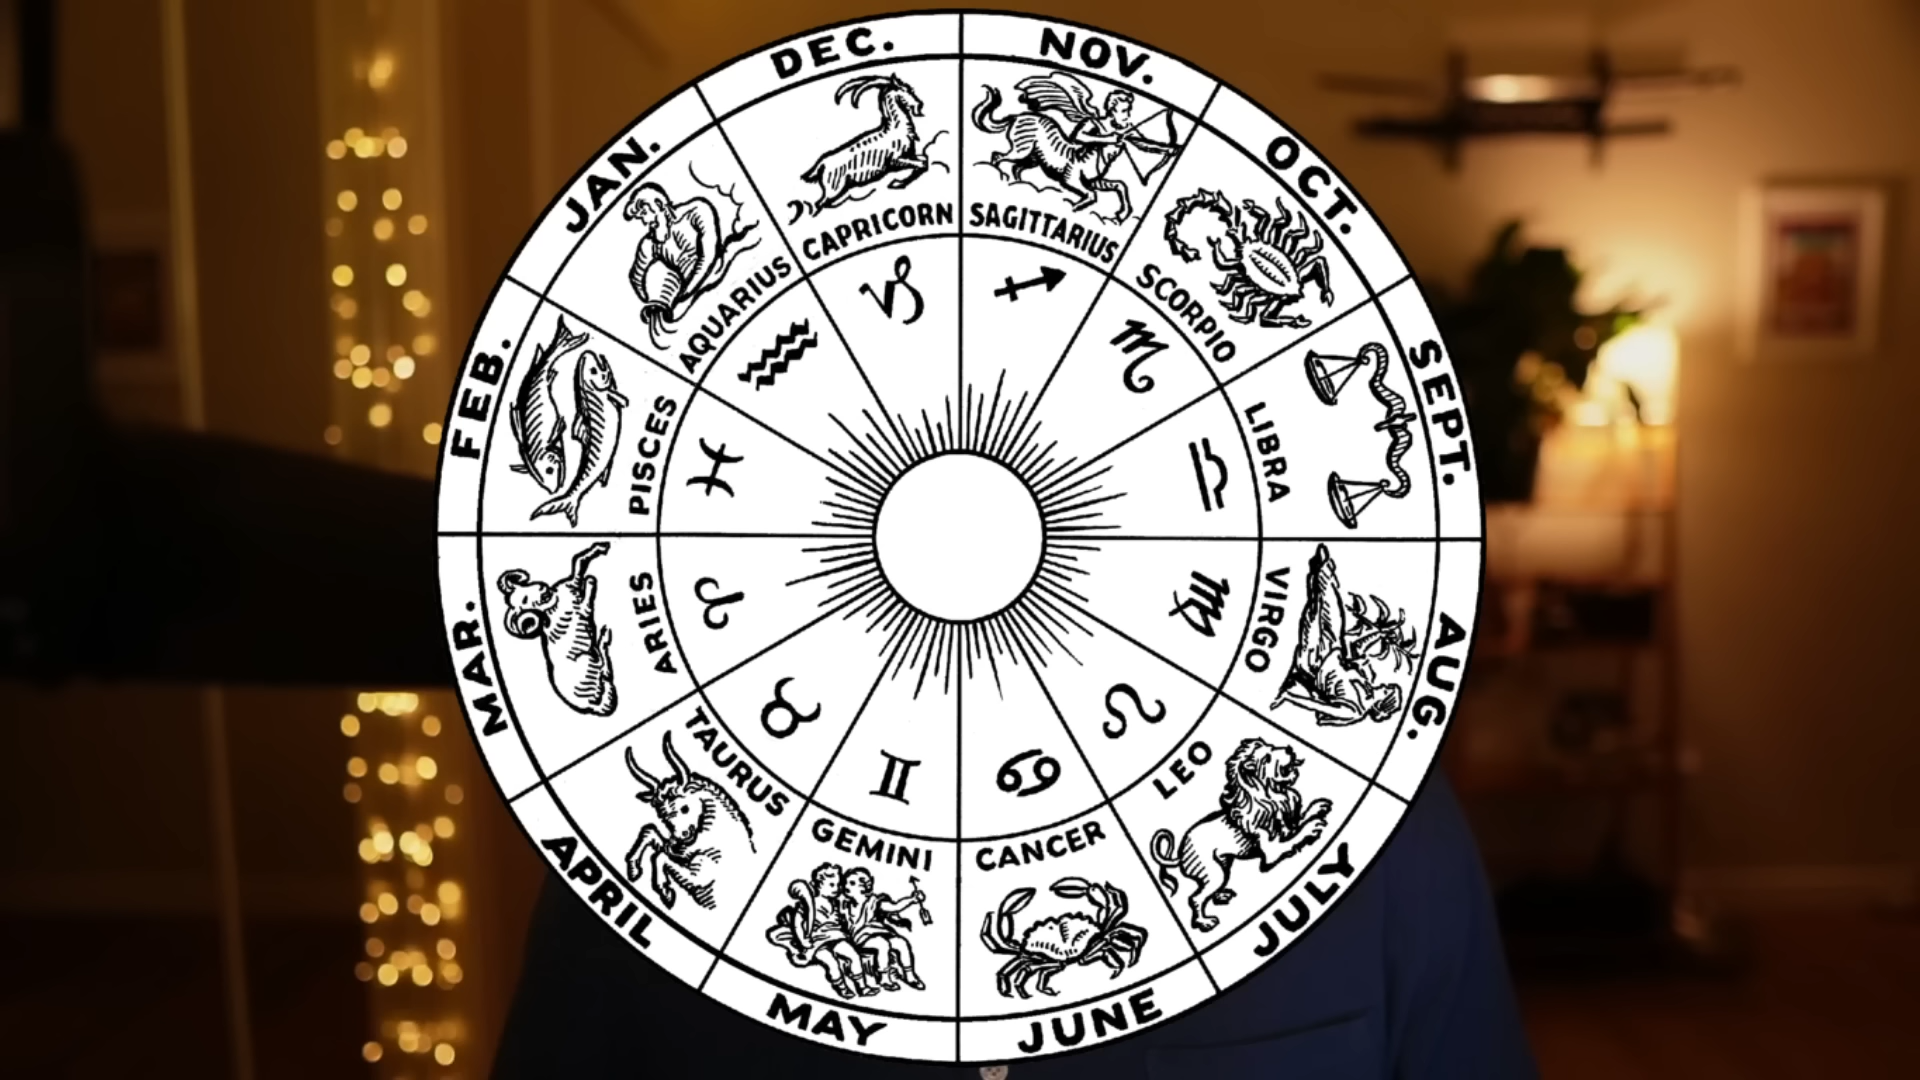 DEC.
NOV.
OCT.
SEPT.
AUG.
JULY
JUNE
MAY
APRIL
MAR.
FEB.
JAN.
CAPRICORN
SAGITTARIUS
SCORPIO
LIBRA
VIRGO
LEO
CANCER
GEMINI
TAURUS
ARIES
PISCES
AQUARIUS